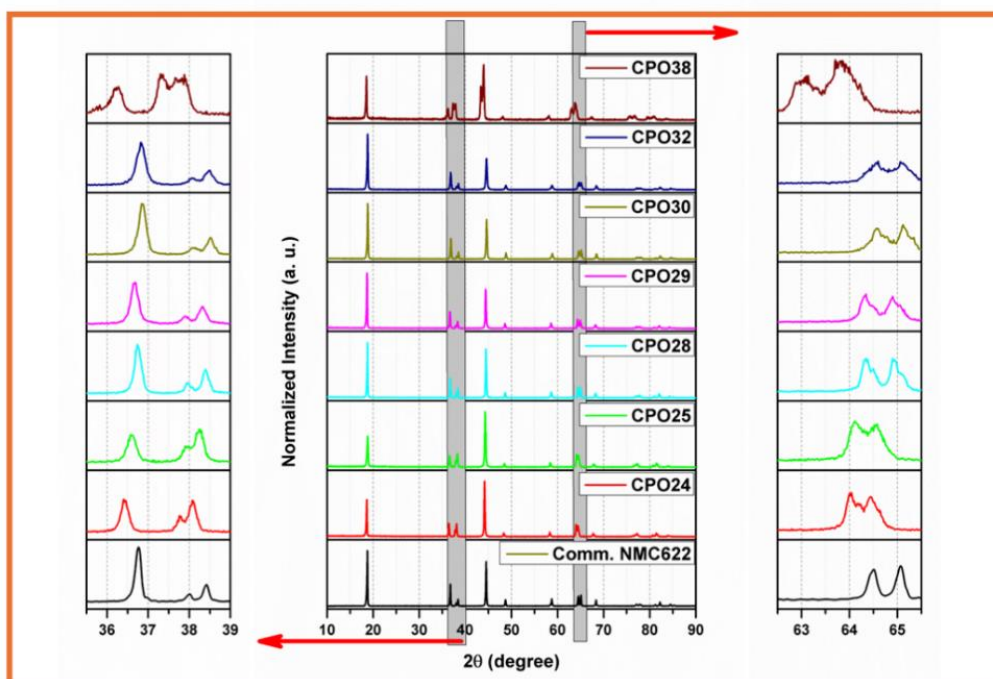 CPO38
CPO32
CPO30
CPO29
CPO28
CPO25
CPO24
Comm. NMC622
Normalized Intensity (a. u.)
36 37 38 39
10 20 30 40 50 60 70 80 90
63 64 65
2θ (degree)